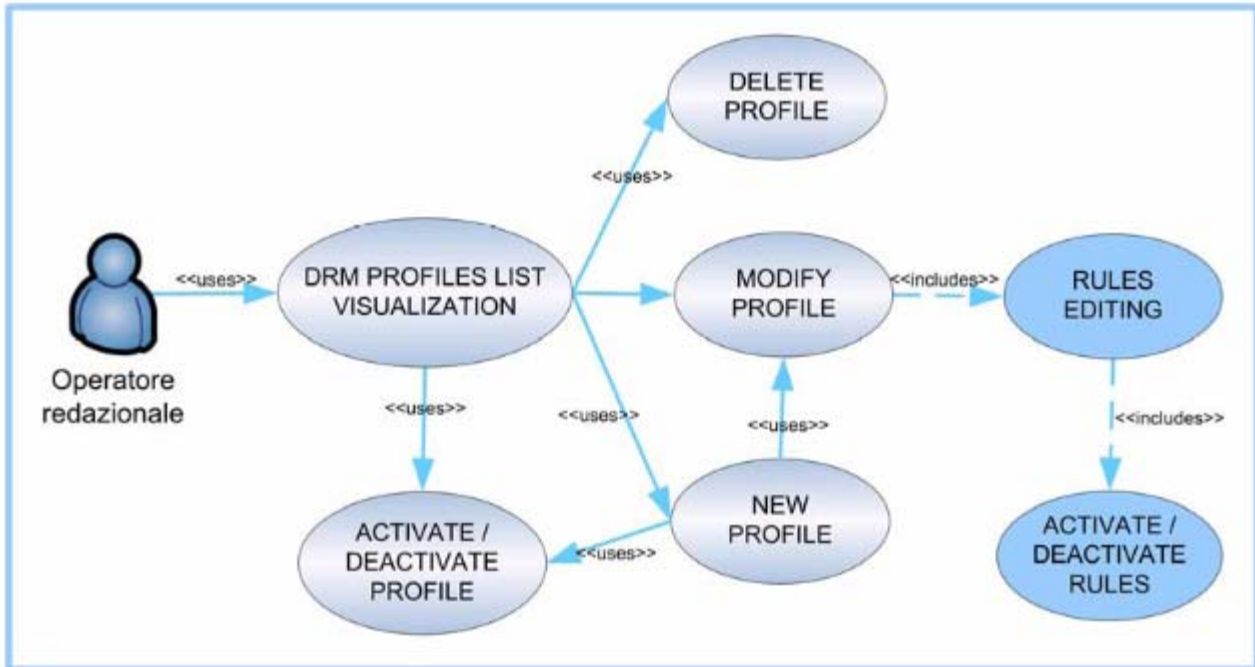 DELETE
PROFILE
<<uses>>
<<uses>>
DRM PROFILES LIST
VISUALIZATION
MODIFY
PROFILE
<<includes>>
RULES
EDITING
Operatore
redazionale
<<uses>>
<<uses>>
<<uses>>
<<includes>>
ACTIVATE /
DEACTIVATE
PROFILE
<<uses>>
NEW
PROFILE
ACTIVATE /
DEACTIVATE
RULES